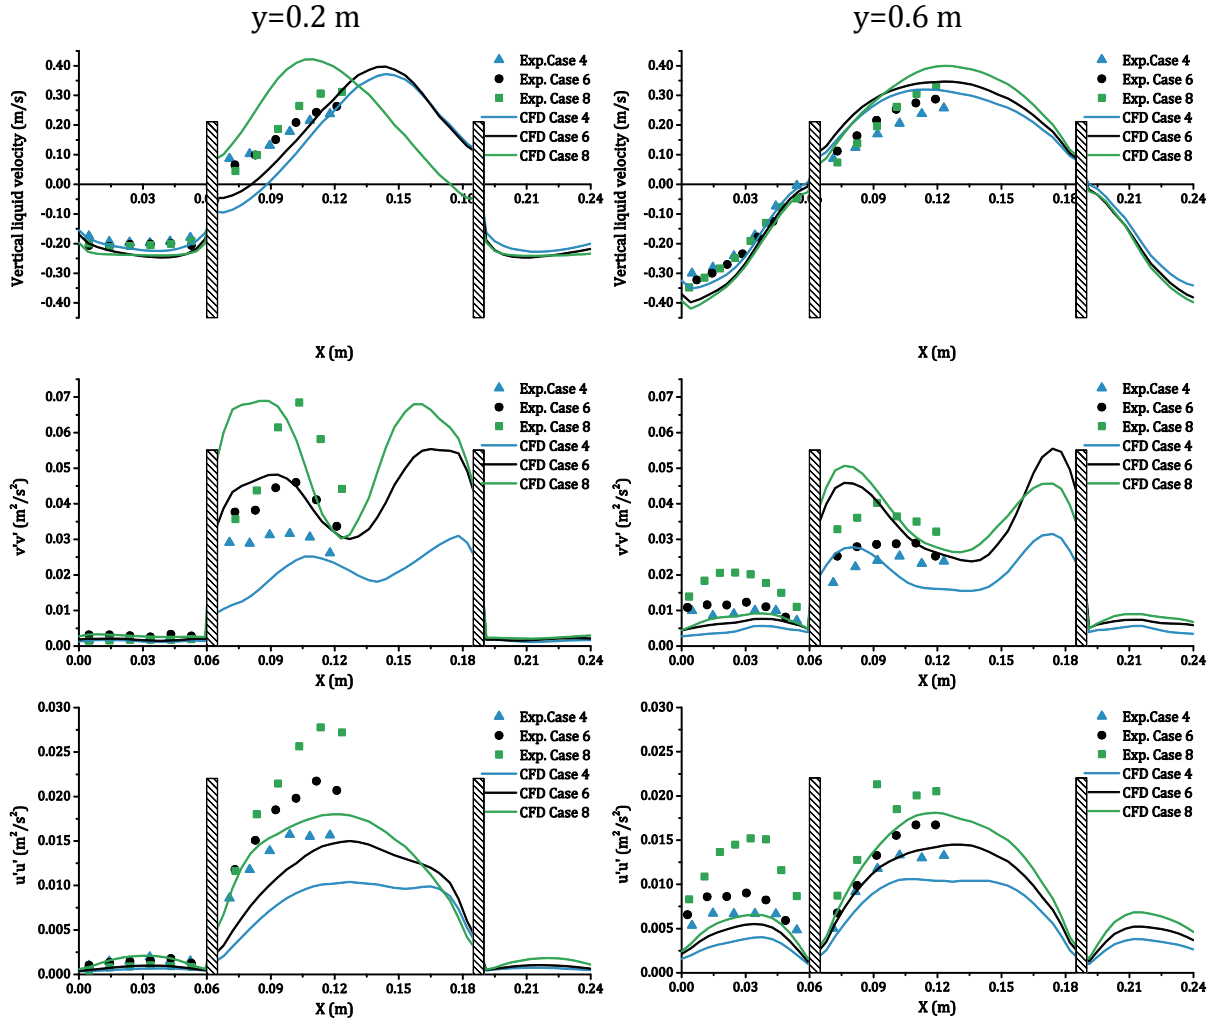 y=0.2 m
y=0.6 m
Vertical liquid velocity (m/s)
0.40
0.30
0.20
0.10
0.00
-0.10
-0.20
-0.30
-0.40
0.03
0.06
0.09
0.12
0.15
0.18
0.21
0.24
X (m)
Exp.Case 4
Exp. Case 6
Exp. Case 8
CFD Case 4
CFD Case 6
CFD Case 8
Vertical liquid velocity (m/s)
0.40
0.30
0.20
0.10
0.00
-0.10
-0.20
-0.30
-0.40
0.03
0.06
0.09
0.12
0.15
0.18
0.21
0.24
X (m)
Exp.Case 4
Exp. Case 6
Exp. Case 8
CFD Case 4
CFD Case 6
CFD Case 8
v'v' (m²/s²)
0.07
0.06
0.05
0.04
0.03
0.02
0.01
0.00
0.00
0.03
0.06
0.09
0.12
0.15
0.18
0.21
0.24
X (m)
Exp.Case 4
Exp. Case 6
Exp. Case 8
CFD Case 4
CFD Case 6
CFD Case 8
v'v' (m²/s²)
0.07
0.06
0.05
0.04
0.03
0.02
0.01
0.00
0.00
0.03
0.06
0.09
0.12
0.15
0.18
0.21
0.24
X (m)
Exp.Case 4
Exp. Case 6
Exp. Case 8
CFD Case 4
CFD Case 6
CFD Case 8
u'u' (m²/s²)
0.030
0.025
0.020
0.015
0.010
0.005
0.000
0.00
0.03
0.06
0.09
0.12
0.15
0.18
0.21
0.24
X (m)
Exp.Case 4
Exp. Case 6
Exp. Case 8
CFD Case 4
CFD Case 6
CFD Case 8
u'u' (m²/s²)
0.030
0.025
0.020
0.015
0.010
0.005
0.000
0.00
0.03
0.06
0.09
0.12
0.15
0.18
0.21
0.24
X (m)
Exp.Case 4
Exp. Case 6
Exp. Case 8
CFD Case 4
CFD Case 6
CFD Case 8